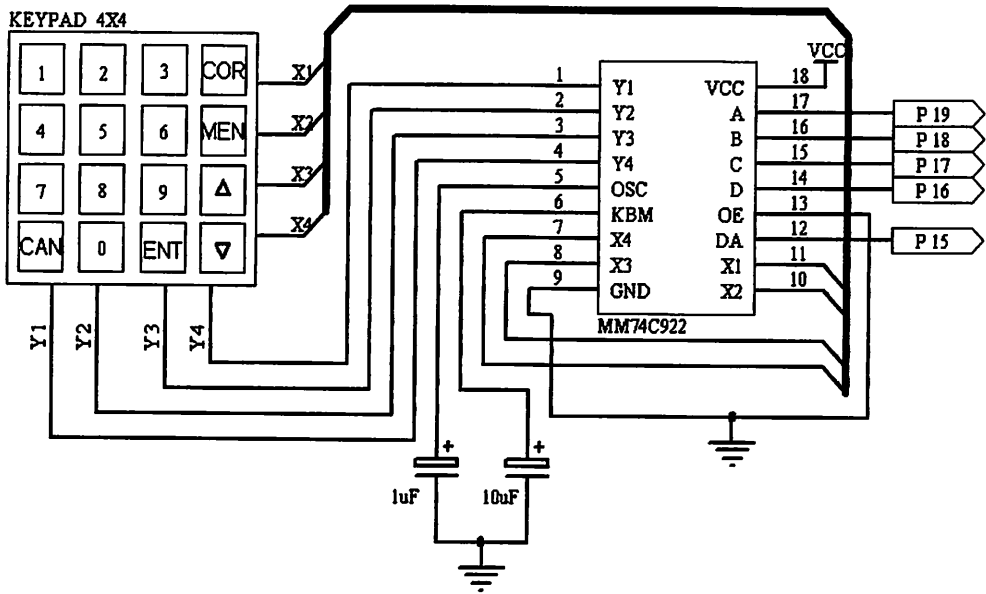 KEYPAD 4X4
1 2 3 COR
4 5 6 MEN
7 8 9 Δ
CAN 0 ENT ∇
X1
X2
X3
X4
Y1 Y2 Y3 Y4
1 Y1
2 Y2
3 Y3
4 Y4
5 OSC
6 KBM
7 X4
8 X3
9 GND
VCC
VCC 18
A 17 P 19
B 16 P 18
C 15 P 17
D 14 P 16
OE 13
DA 12 P 15
X1 11
X2 10
MM74C922
+ +
1uF 10uF